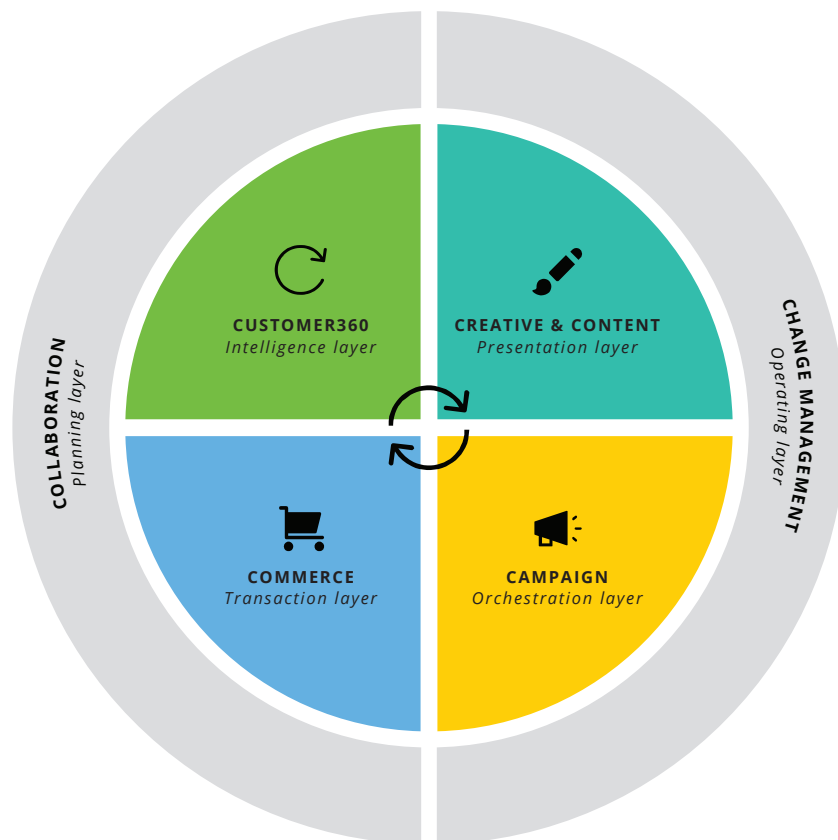 CUSTOMER360
Intelligence layer
CREATIVE & CONTENT
Presentation layer
COLLABORATION
Planning layer
CHANGE MANAGEMENT
Operating layer
COMMERCE
Transaction layer
CAMPAIGN
Orchestration layer